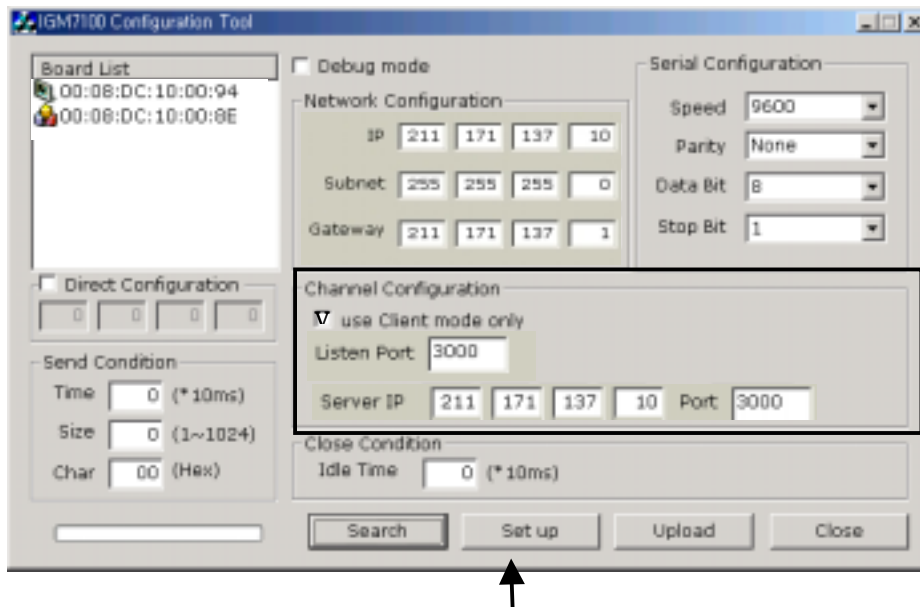 IGM7100 Configuration Tool
Board List
00:08:DC:10:00:94
00:08:DC:10:00:8E
Debug mode
Network Configuration
IP 211 171 137 10
Subnet 255 255 255 0
Gateway 211 171 137 1
Serial Configuration
Speed 9600
Parity None
Data Bit 8
Stop Bit 1
Direct Configuration
0 0 0 0
Channel Configuration
V use Client mode only
Listen Port 3000
Server IP 211 171 137 10 Port 3000
Send Condition
Time 0 (*10ms)
Size 0 (1~1024)
Char 00 (Hex)
Close Condition
Idle Time 0 (*10ms)
Search Set up Upload Close